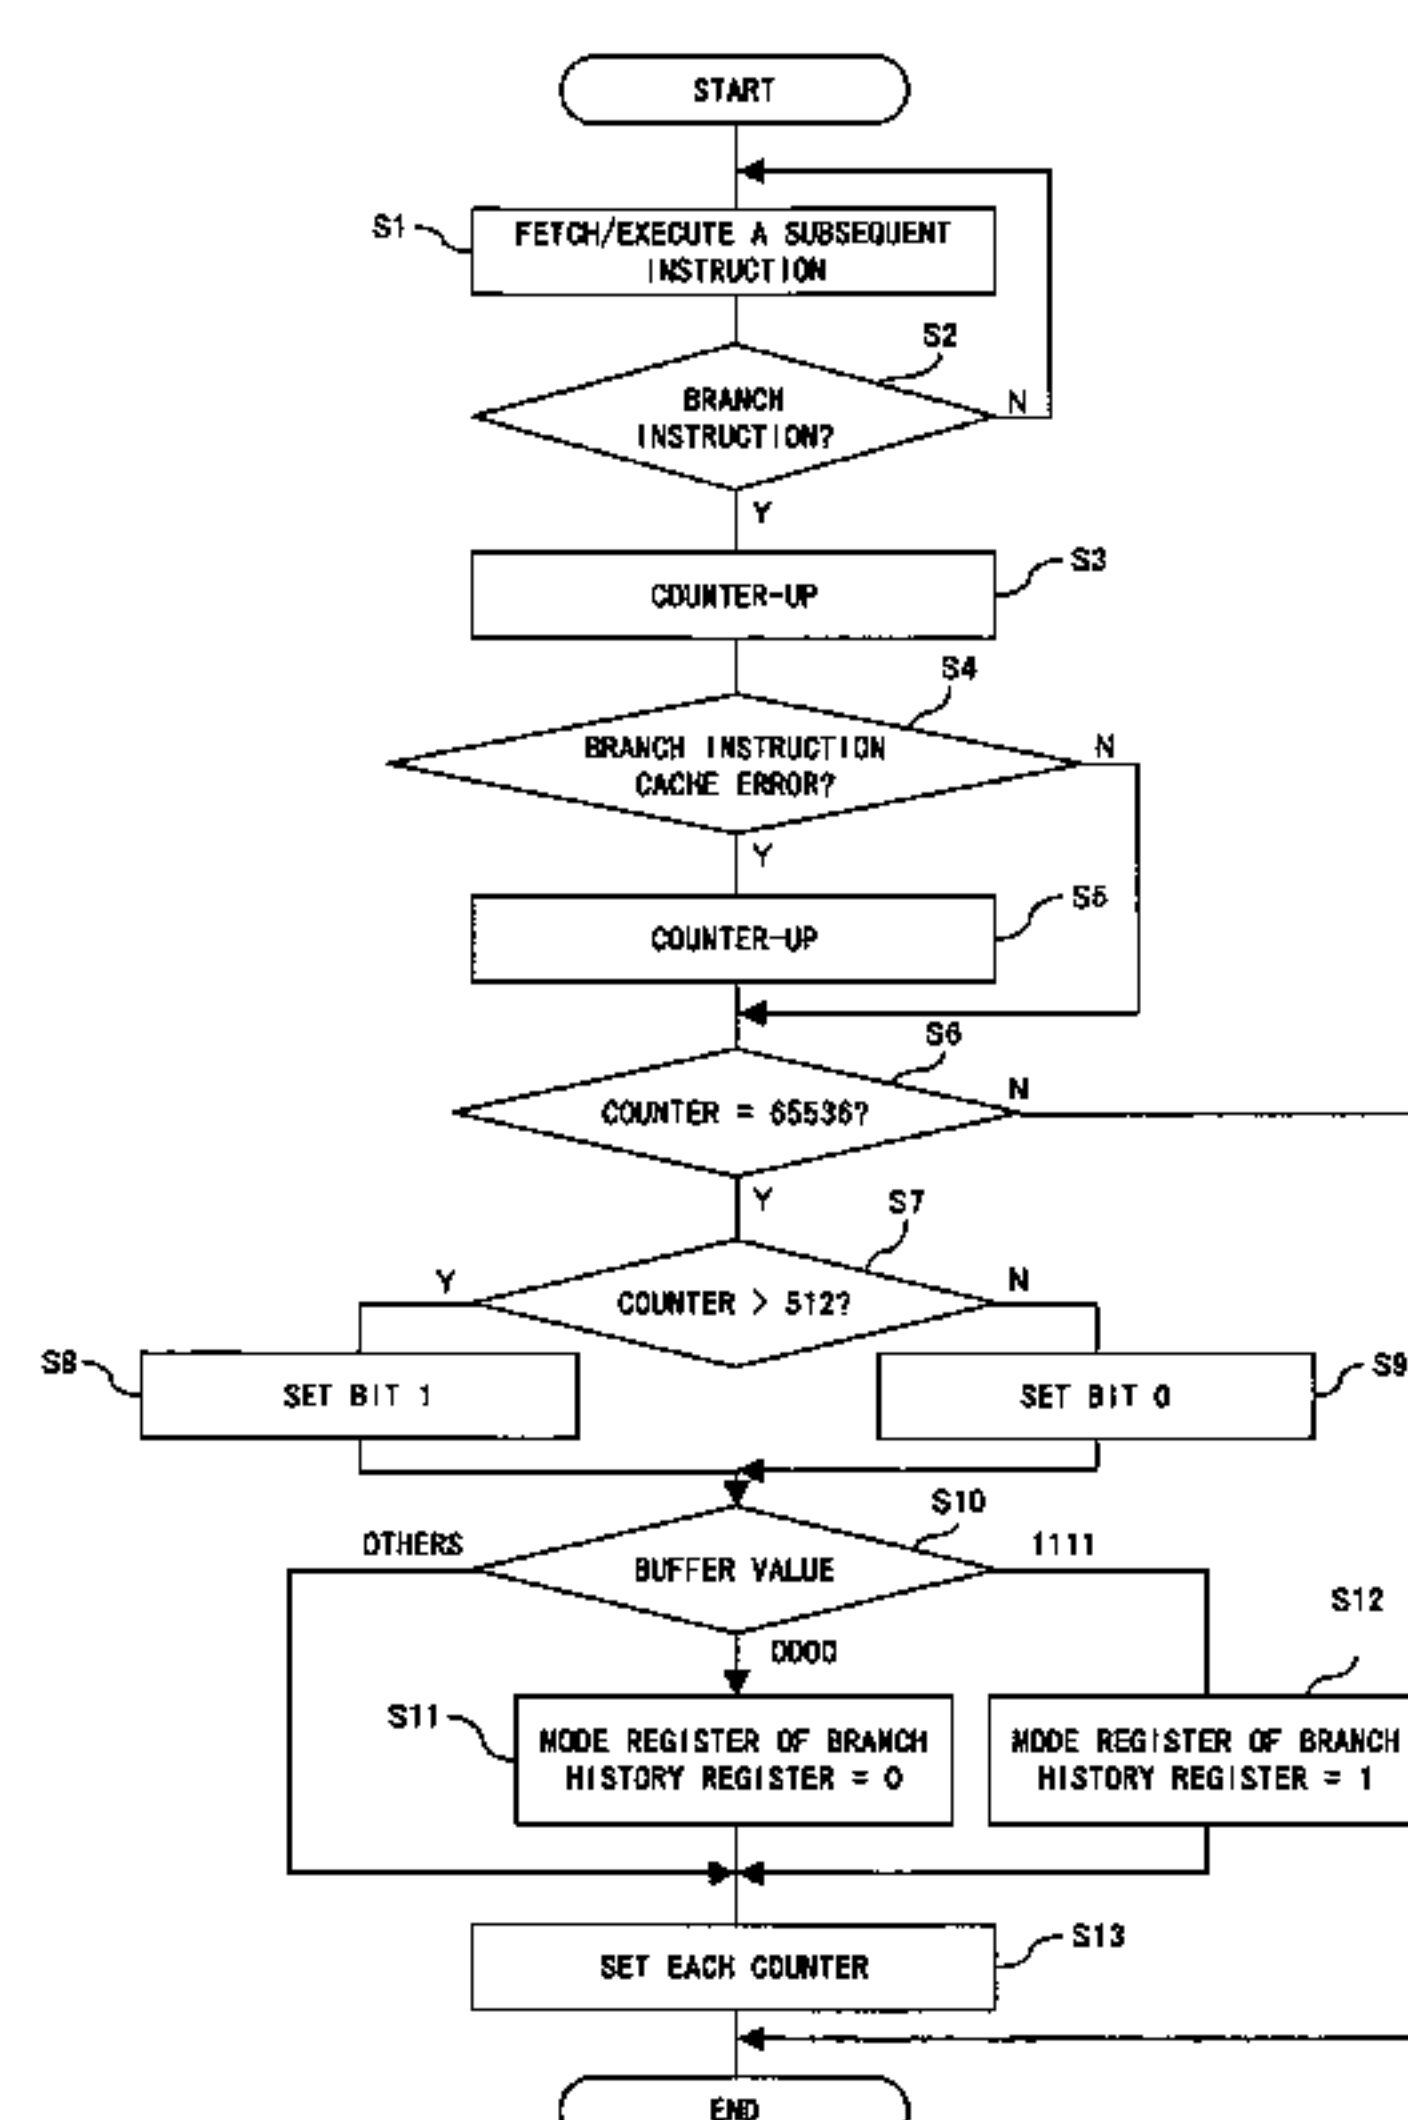 START
S1
FETCH/EXECUTE A SUBSEQUENT
INSTRUCTION
S2
BRANCH
INSTRUCTION?
N
Y
S3
COUNTER-UP
S4
BRANCH INSTRUCTION
CACHE ERROR?
N
Y
S5
COUNTER-UP
S6
COUNTER = 65536?
N
Y
S7
COUNTER > 512?
Y
N
S8
SET BIT 1
SET BIT 0
S9
S10
OTHERS
BUFFER VALUE
1111
S12
0000
S11
MODE REGISTER OF BRANCH
HISTORY REGISTER = 0
MODE REGISTER OF BRANCH
HISTORY REGISTER = 1
S13
SET EACH COUNTER
END